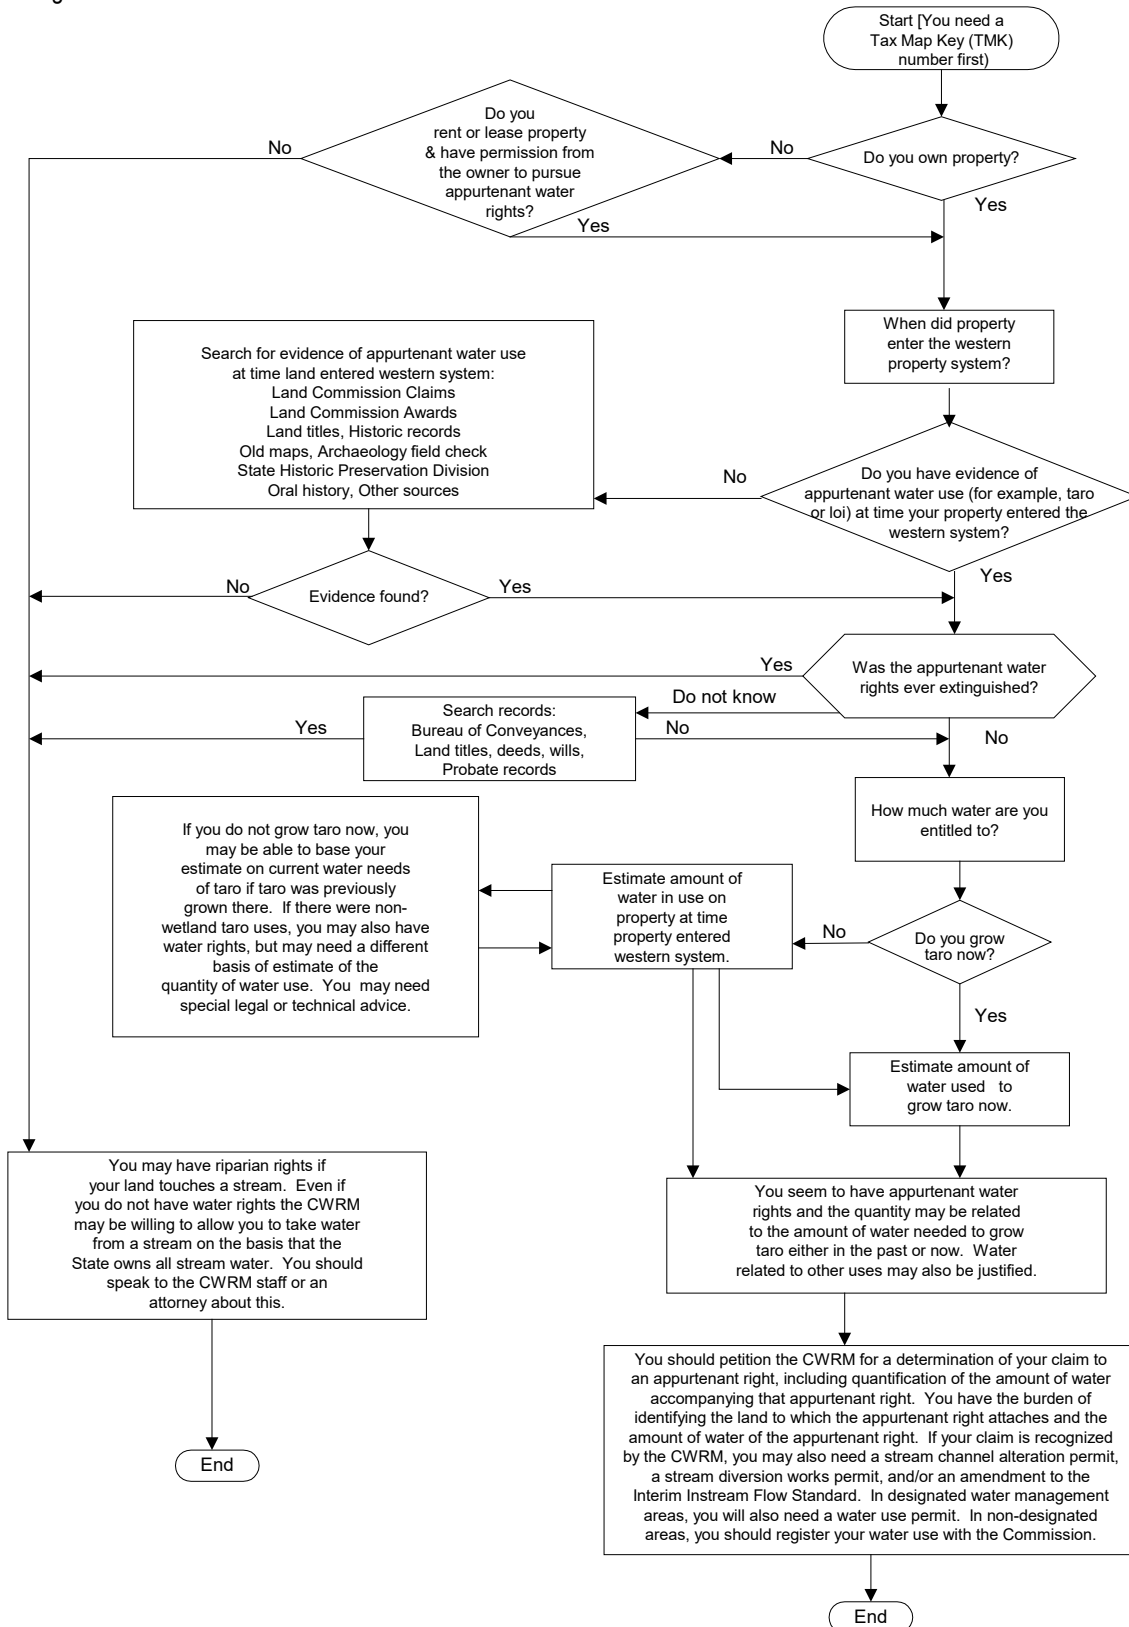 Start [You need a
Tax Map Key (TMK)
number first)
Do you own property?
No
Yes
Do you
rent or lease property
& have permission from
the owner to pursue
appurtenant water
rights?
No
Yes
When did property
enter the western
property system?
Do you have evidence of
appurtenant water use (for example, taro
or loi) at time your property entered the
western system?
No
Yes
Search for evidence of appurtenant water use
at time land entered western system:
Land Commission Claims
Land Commission Awards
Land titles, Historic records
Old maps, Archaeology field check
State Historic Preservation Division
Oral history, Other sources
Evidence found?
No
Yes
Was the appurtenant water
rights ever extinguished?
Yes
Do not know
No
Search records:
Bureau of Conveyances,
Land titles, deeds, wills,
Probate records
Yes
No
How much water are you
entitled to?
Do you grow
taro now?
No
Yes
Estimate amount of
water in use on
property at time
property entered
western system.
If you do not grow taro now, you
may be able to base your
estimate on current water needs
of taro if taro was previously
grown there.  If there were non-
wetland taro uses, you may also have
water rights, but may need a different
basis of estimate of the
quantity of water use.  You  may need
special legal or technical advice.
Estimate amount of
water used   to
grow taro now.
You may have riparian rights if
your land touches a stream.  Even if
you do not have water rights the CWRM
may be willing to allow you to take water
from a stream on the basis that the
State owns all stream water.  You should
speak to the CWRM staff or an
attorney about this.
End
You seem to have appurtenant water
rights and the quantity may be related
to the amount of water needed to grow
taro either in the past or now.  Water
related to other uses may also be justified.
You should petition the CWRM for a determination of your claim to
an appurtenant right, including quantification of the amount of water
accompanying that appurtenant right.  You have the burden of
identifying the land to which the appurtenant right attaches and the
amount of water of the appurtenant right.  If your claim is recognized
by the CWRM, you may also need a stream channel alteration permit,
a stream diversion works permit, and/or an amendment to the
Interim Instream Flow Standard.  In designated water management
areas, you will also need a water use permit.  In non-designated
areas, you should register your water use with the Commission.
End